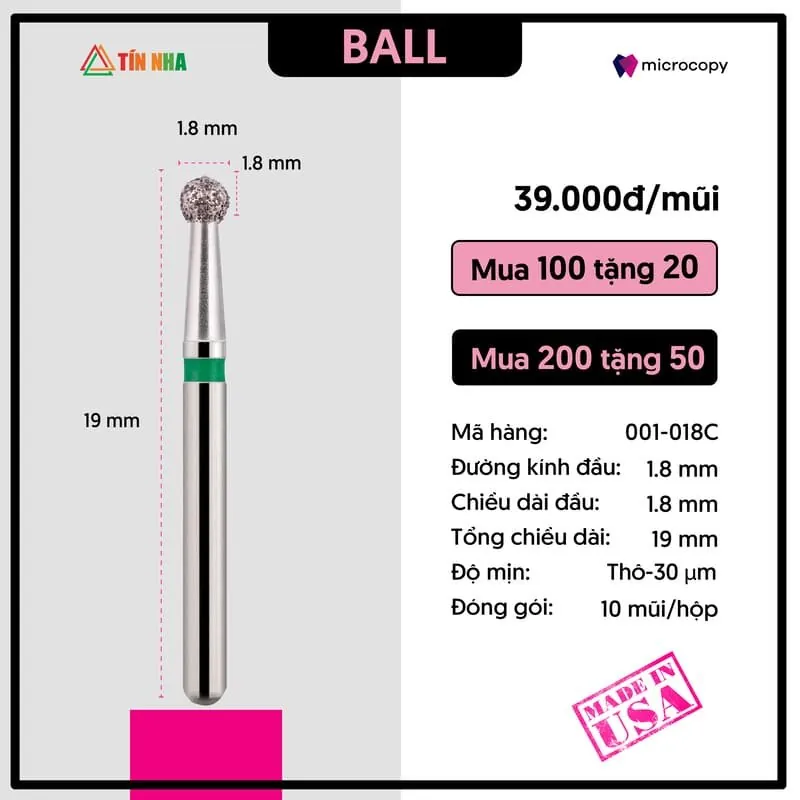 TÍN NHA
BALL
microcopy
1.8 mm
1.8 mm
19 mm
39.000đ/mũi
Mua 100 tặng 20
Mua 200 tặng 50
Mã hàng: 001-018C
Đường kính đầu: 1.8 mm
Chiều dài đầu: 1.8 mm
Tổng chiều dài: 19 mm
Độ mịn: Thô-30 µm
Đóng gói: 10 mũi/hộp
MADE IN
USA